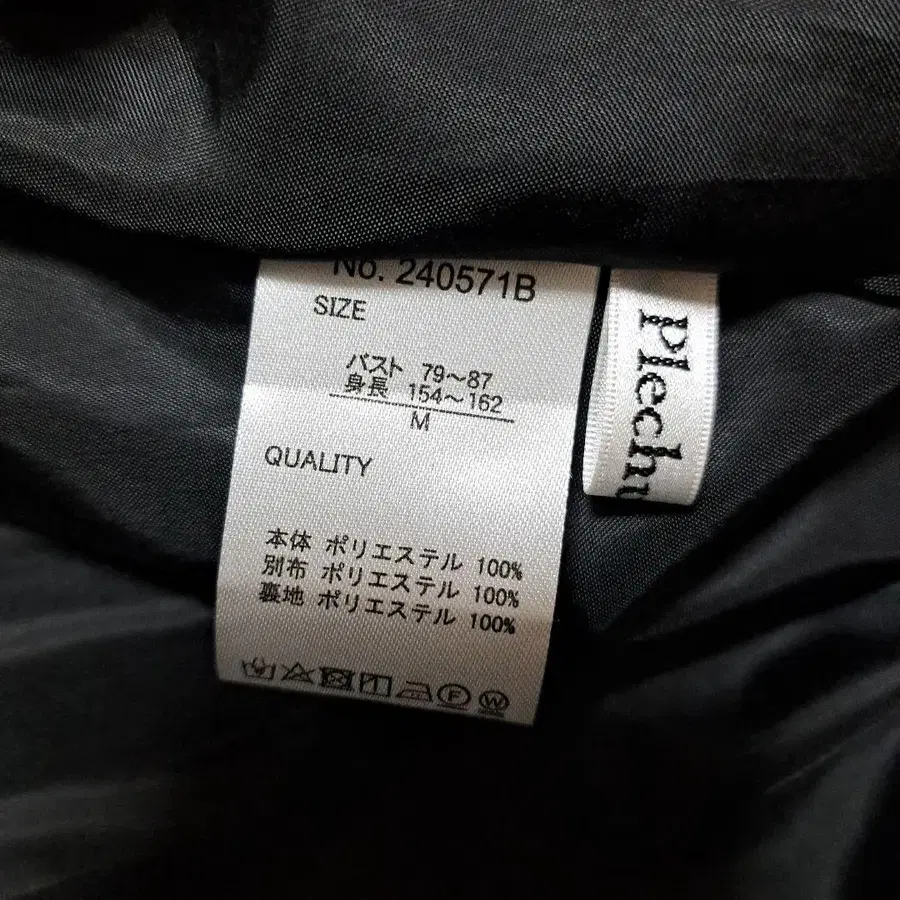 No. 240571B
SIZE
バスト 79～87
身長 154～162
M
QUALITY
本体 ポリエステル 100%
別布 ポリエステル 100%
裏地 ポリエステル 100%
F W
Plech